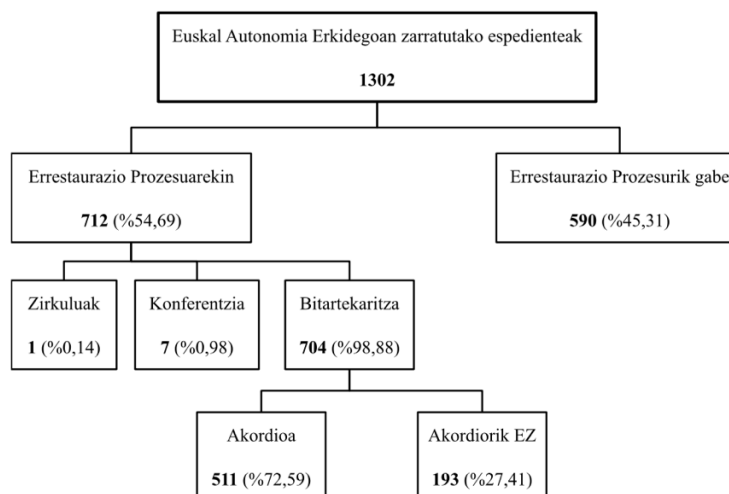 Euskal Autonomia Erkidegoan zarratutako espedienteak
1302
Errestaurazio Prozesuarekin
712 (%54,69)
Errestaurazio Prozesurik gabe
590 (%45,31)
Zirkuluak
1 (%0,14)
Konferentzia
7 (%0,98)
Bitartekaritza
704 (%98,88)
Akordioa
511 (%72,59)
Akordiorik EZ
193 (%27,41)